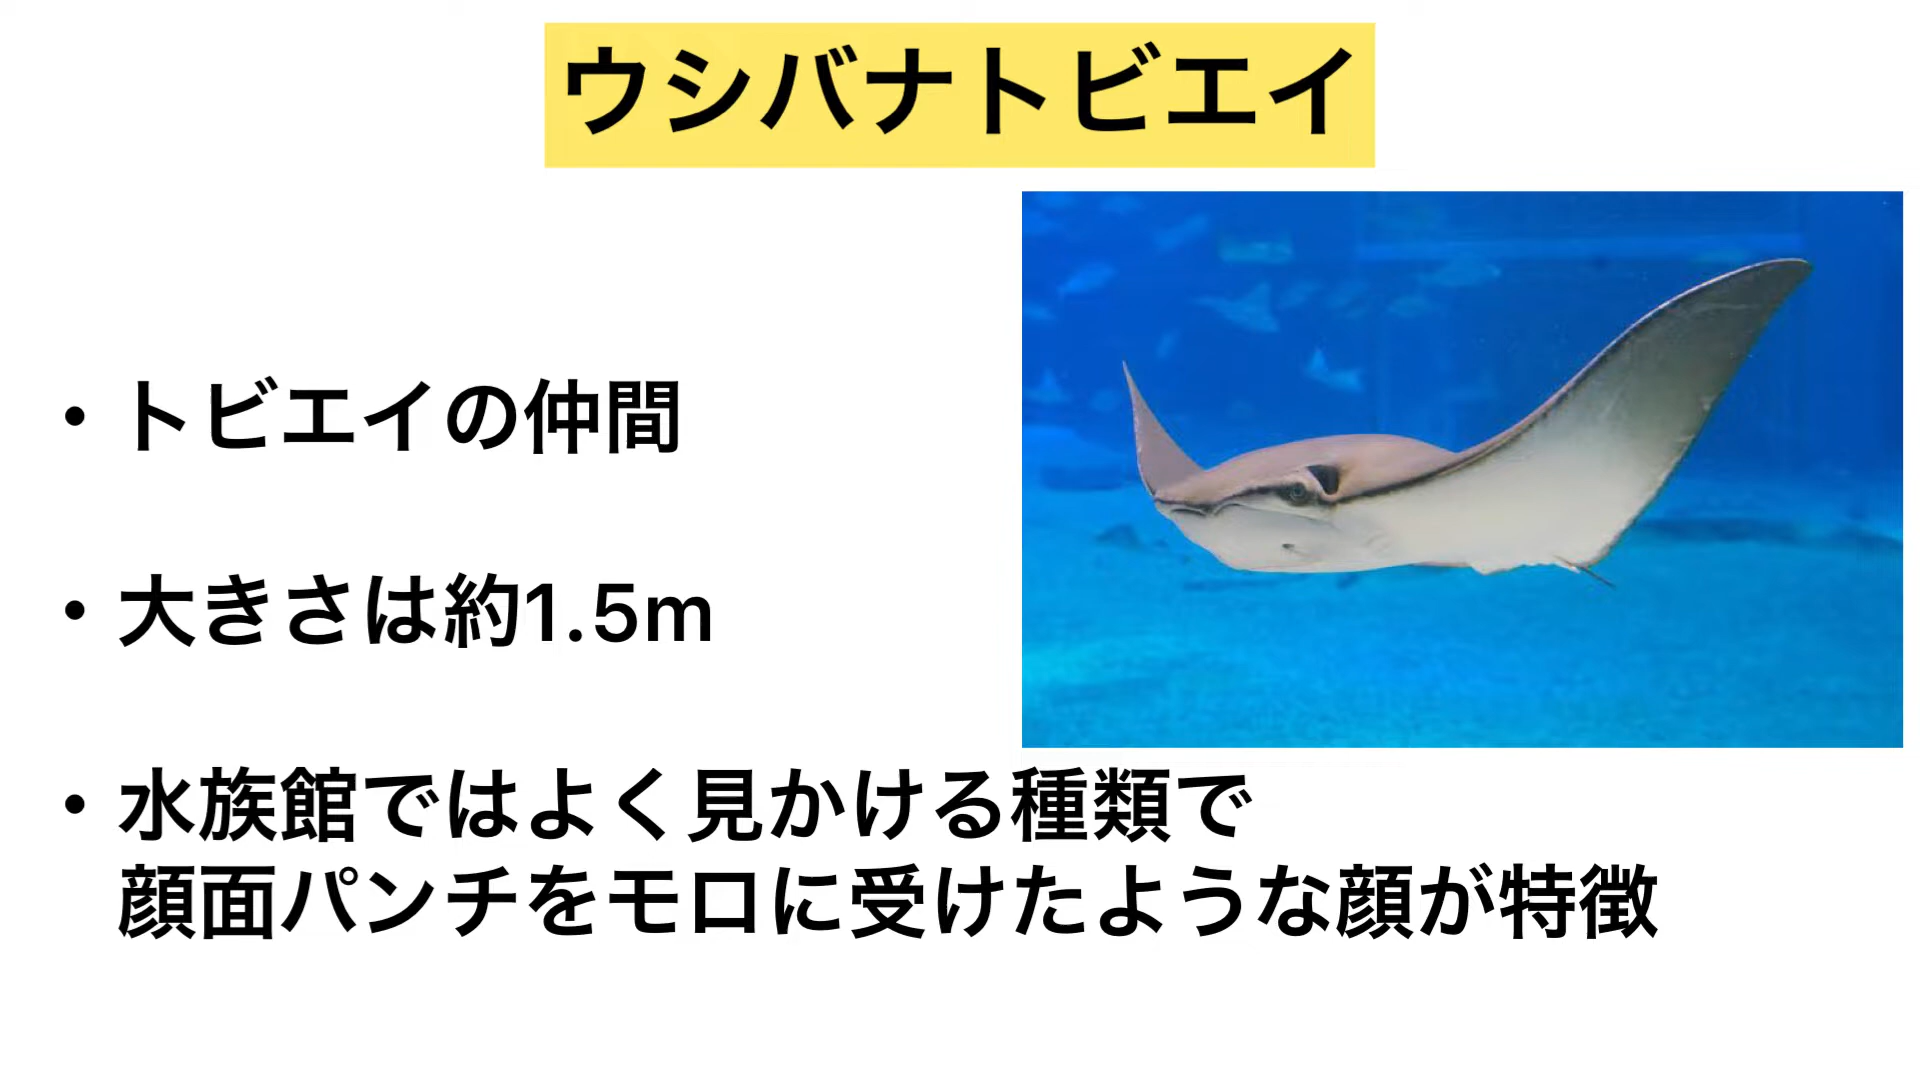 ウシバナトビエイ
・トビエイの仲間
・大きさは約1.5m
・水族館ではよく見かける種類で
顔面パンチをモロに受けたような顔が特徴